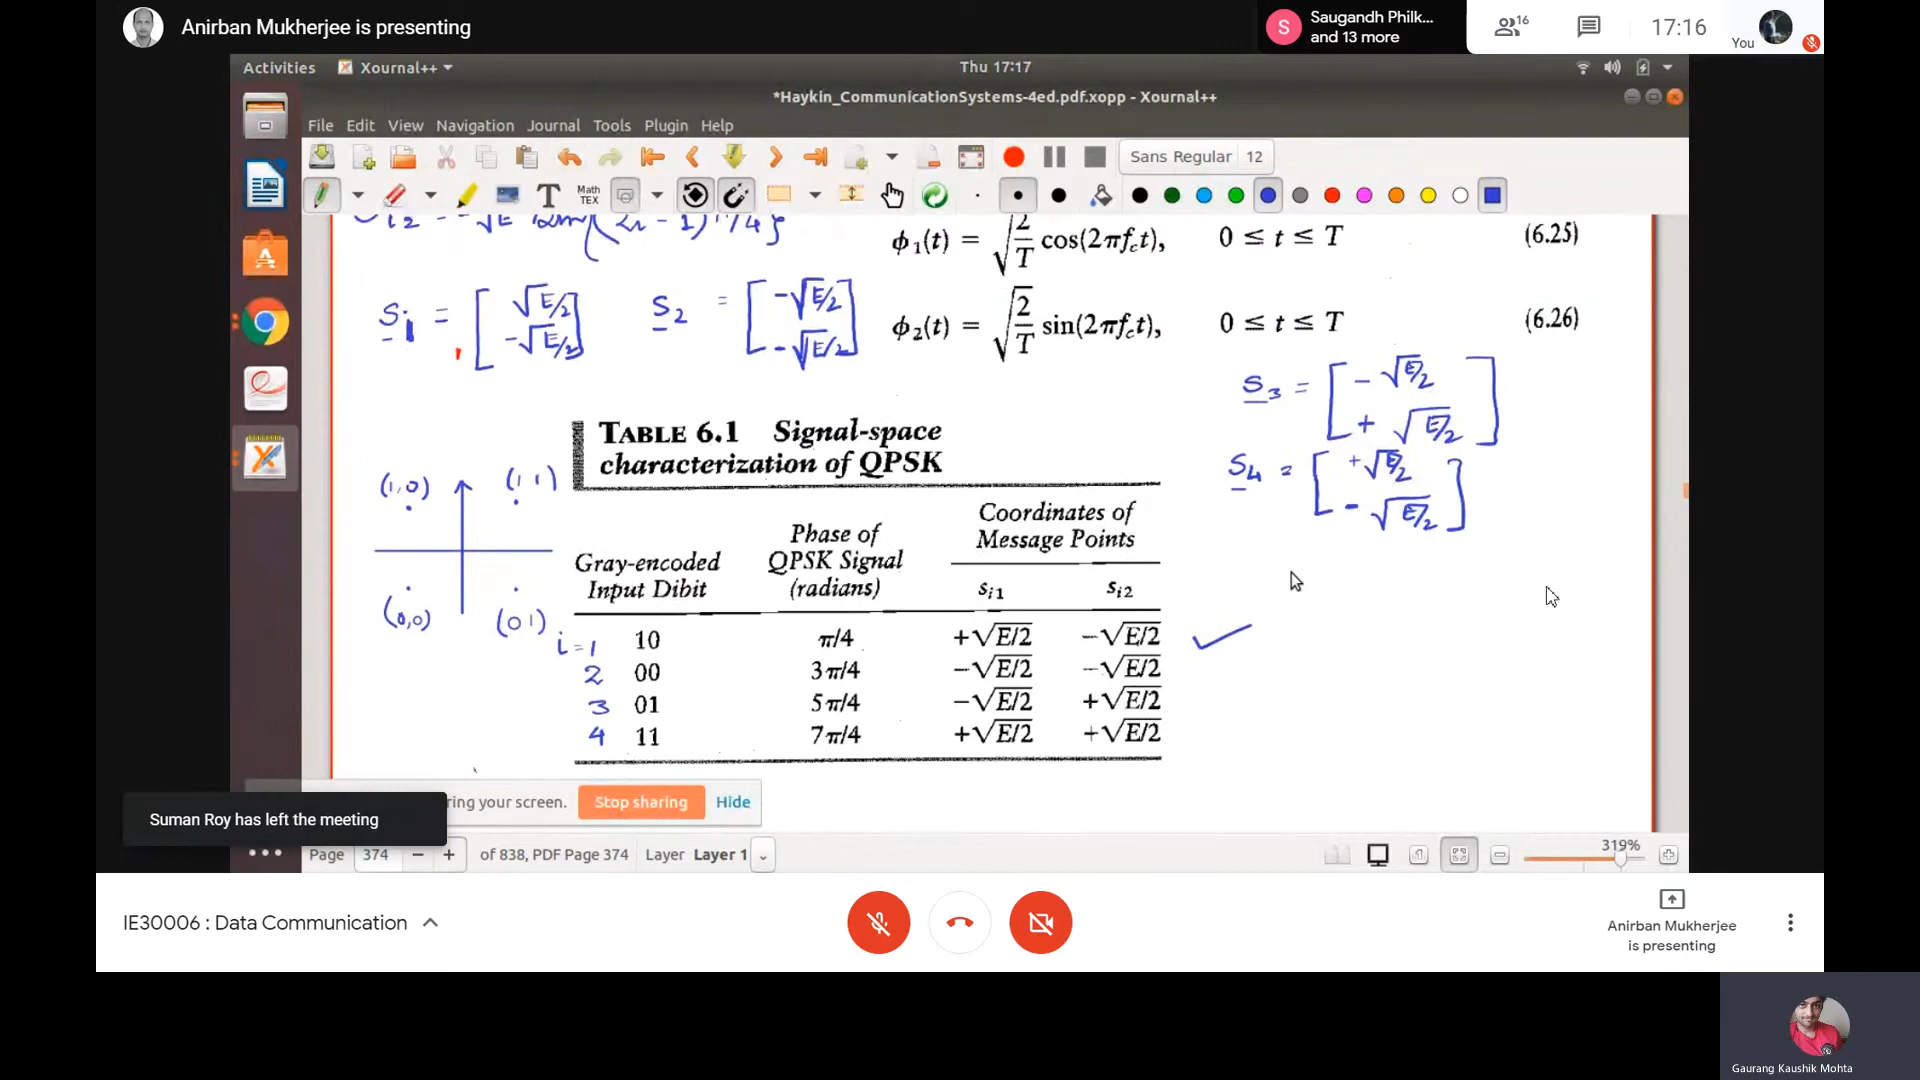 Anirban Mukherjee is presenting
S
Saugandh Philk...
and 13 more
16
17:16
You
Activities
Xournal++
Thu 17:17
*Haykin_CommunicationSystems-4ed.pdf.xopp - Xournal++
File Edit View Navigation Journal Tools Plugin Help
Sans Regular 12
T
Math
TEX
ϕ1(t) = √2/T cos(2πfct), 0 ≤ t ≤ T (6.25)
S1 = [ √E/2 -√E/2 ] S2 = [ -√E/2 -√E/2 ]
ϕ2(t) = √2/T sin(2πfct), 0 ≤ t ≤ T (6.26)
S3 = [ - √E/2 + √E/2 ]
S4 = [ +√E/2 - √E/2 ]
TABLE 6.1 Signal-space
characterization of QPSK
(1,0) (1 1)
(0,0) (01)
Gray-encoded
Input Dibit
Phase of
QPSK Signal
(radians)
Coordinates of
Message Points
si1 si2
i=1 10 π/4 +√E/2 −√E/2
2 00 3π/4 −√E/2 −√E/2
3 01 5π/4 −√E/2 +√E/2
4 11 7π/4 +√E/2 +√E/2
ring your screen. Stop sharing Hide
Suman Roy has left the meeting
Page 374 − + of 838, PDF Page 374 Layer Layer 1
319%
IE30006 : Data Communication
Anirban Mukherjee
is presenting
Gaurang Kaushik Mohta